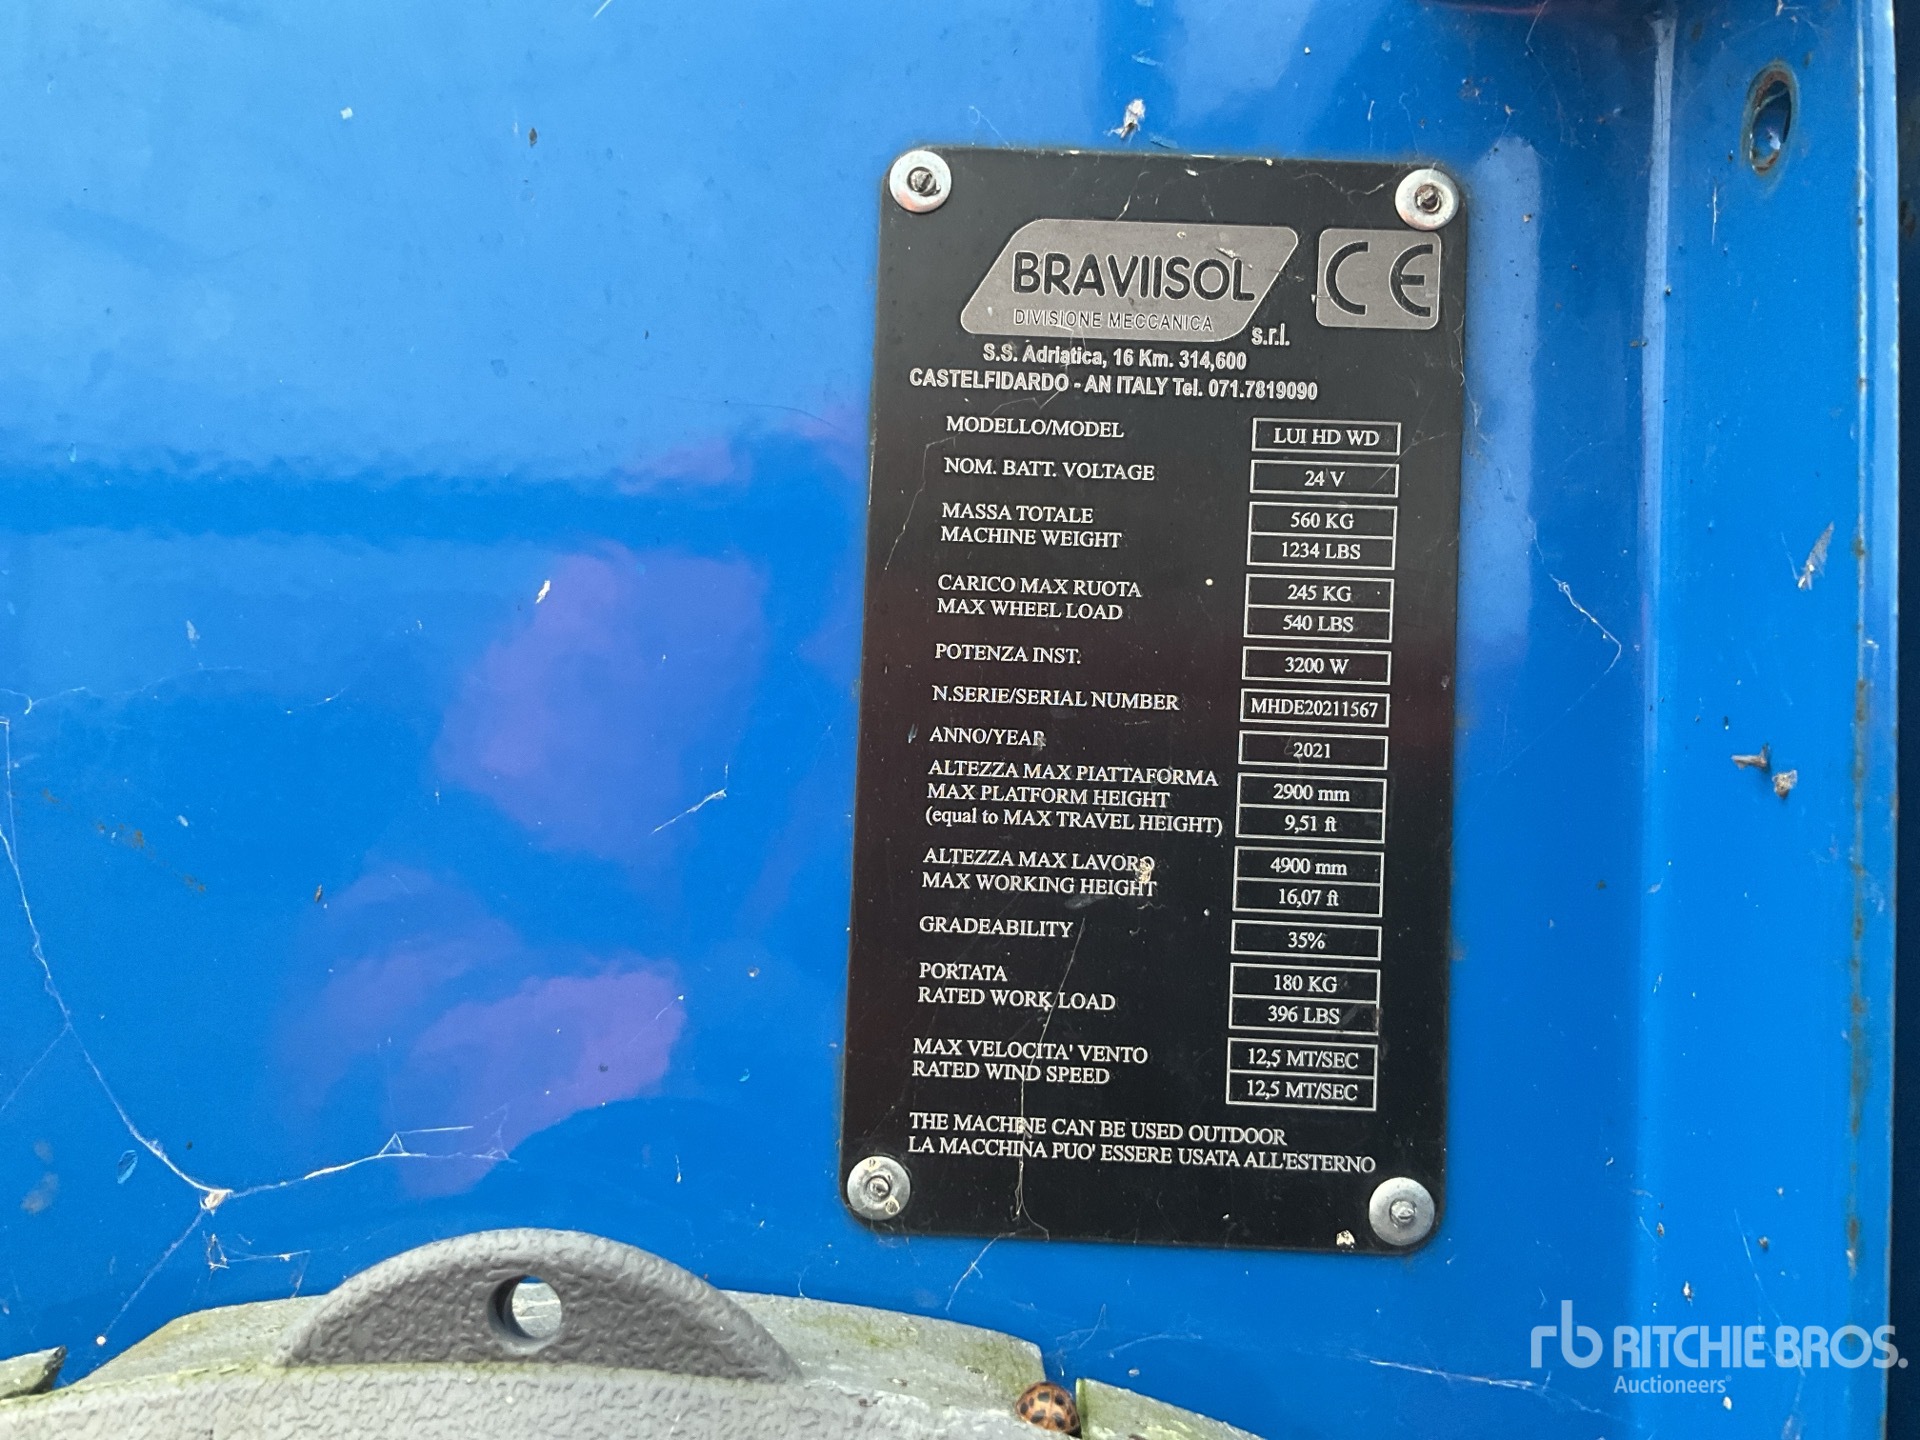 BRAVIISOL
DIVISIONE MECCANICA
s.r.l.
CE
S.S. Adriatica, 16 Km. 314,600
CASTELFIDARDO - AN ITALY Tel. 071.7819090
MODELLO/MODEL LUI HD WD
NOM. BATT. VOLTAGE 24 V
MASSA TOTALE 560 KG
MACHINE WEIGHT 1234 LBS
CARICO MAX RUOTA 245 KG
MAX WHEEL LOAD 540 LBS
POTENZA INST. 3200 W
N.SERIE/SERIAL NUMBER MHDE20211567
ANNO/YEAR 2021
ALTEZZA MAX PIATTAFORMA
MAX PLATFORM HEIGHT 2900 mm
(equal to MAX TRAVEL HEIGHT) 9,51 ft
ALTEZZA MAX LAVORO 4900 mm
MAX WORKING HEIGHT 16,07 ft
GRADEABILITY 35%
PORTATA 180 KG
RATED WORK LOAD 396 LBS
MAX VELOCITA' VENTO 12,5 MT/SEC
RATED WIND SPEED 12,5 MT/SEC
THE MACHINE CAN BE USED OUTDOOR
LA MACCHINA PUO' ESSERE USATA ALL'ESTERNO
rb RITCHIE BROS.
Auctioneers